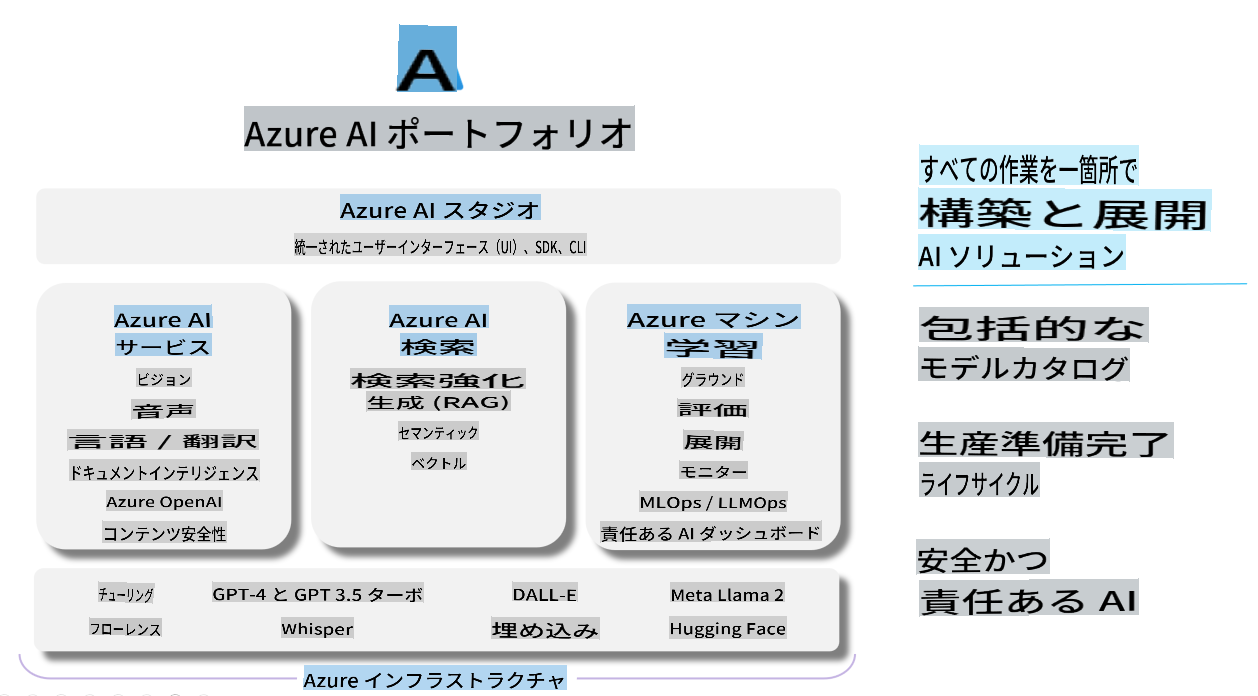 A
Azure AI ポートフォリオ
Azure AI スタジオ
統一されたユーザーインターフェース（UI）、SDK、CLI
Azure AI
サービス
ビジョン
音声
言語 / 翻訳
ドキュメントインテリジェンス
Azure OpenAI
コンテンツ安全性
Azure AI
検索
検索強化
生成 (RAG)
セマンティック
ベクトル
Azure マシン
学習
グラウンド
評価
展開
モニター
MLOps / LLMOps
責任ある AI ダッシュボード
チューリング
GPT-4 と GPT 3.5 ターボ
DALL-E
Meta Llama 2
フローレンス
Whisper
埋め込み
Hugging Face
Azure インフラストラクチャ
すべての作業を一箇所で
構築と展開
AI ソリューション
包括的な
モデルカタログ
生産準備完了
ライフサイクル
安全かつ
責任ある AI